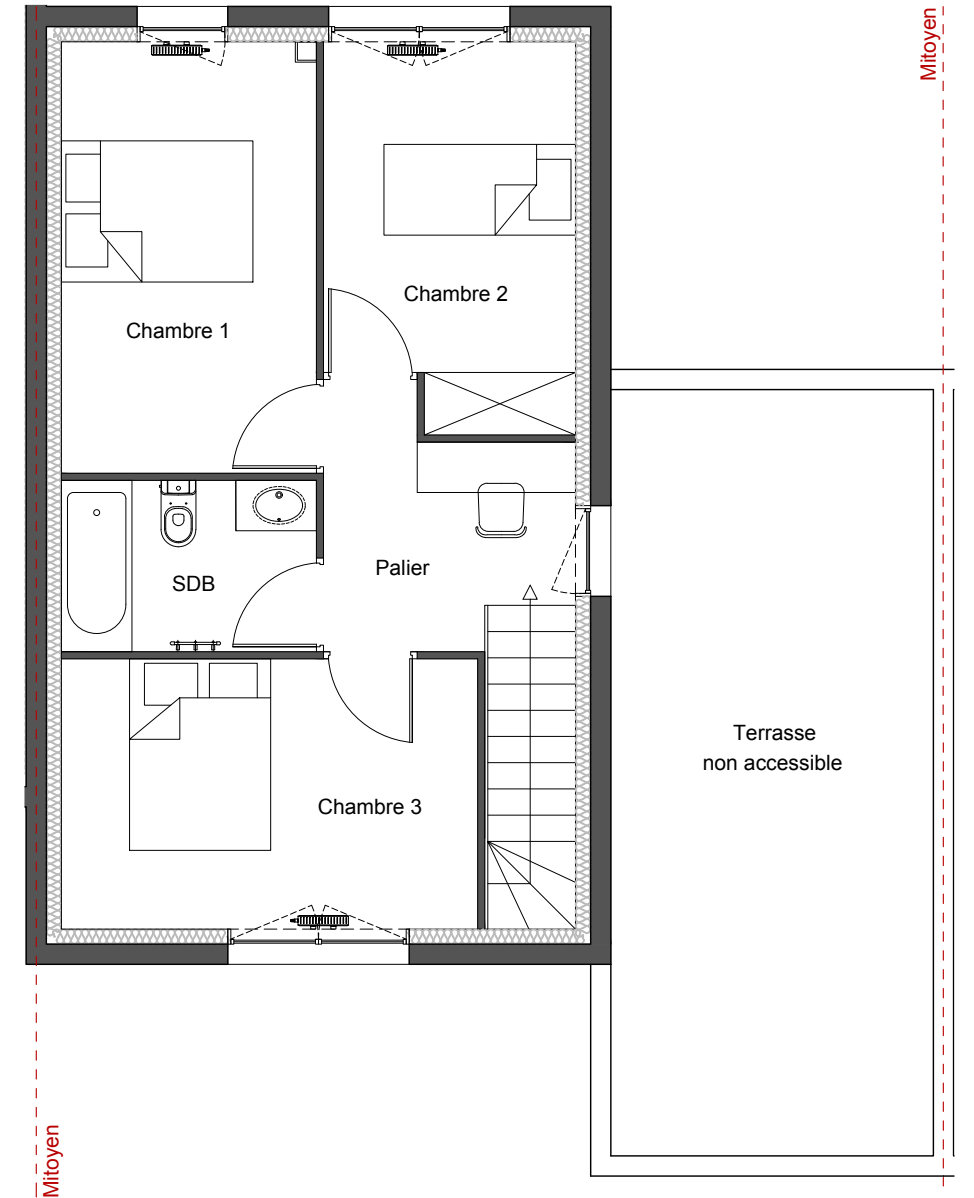 Mitoyen
Chambre 2
Chambre 1
Palier
SDB
Terrasse
non accessible
Chambre 3
Mitoyen